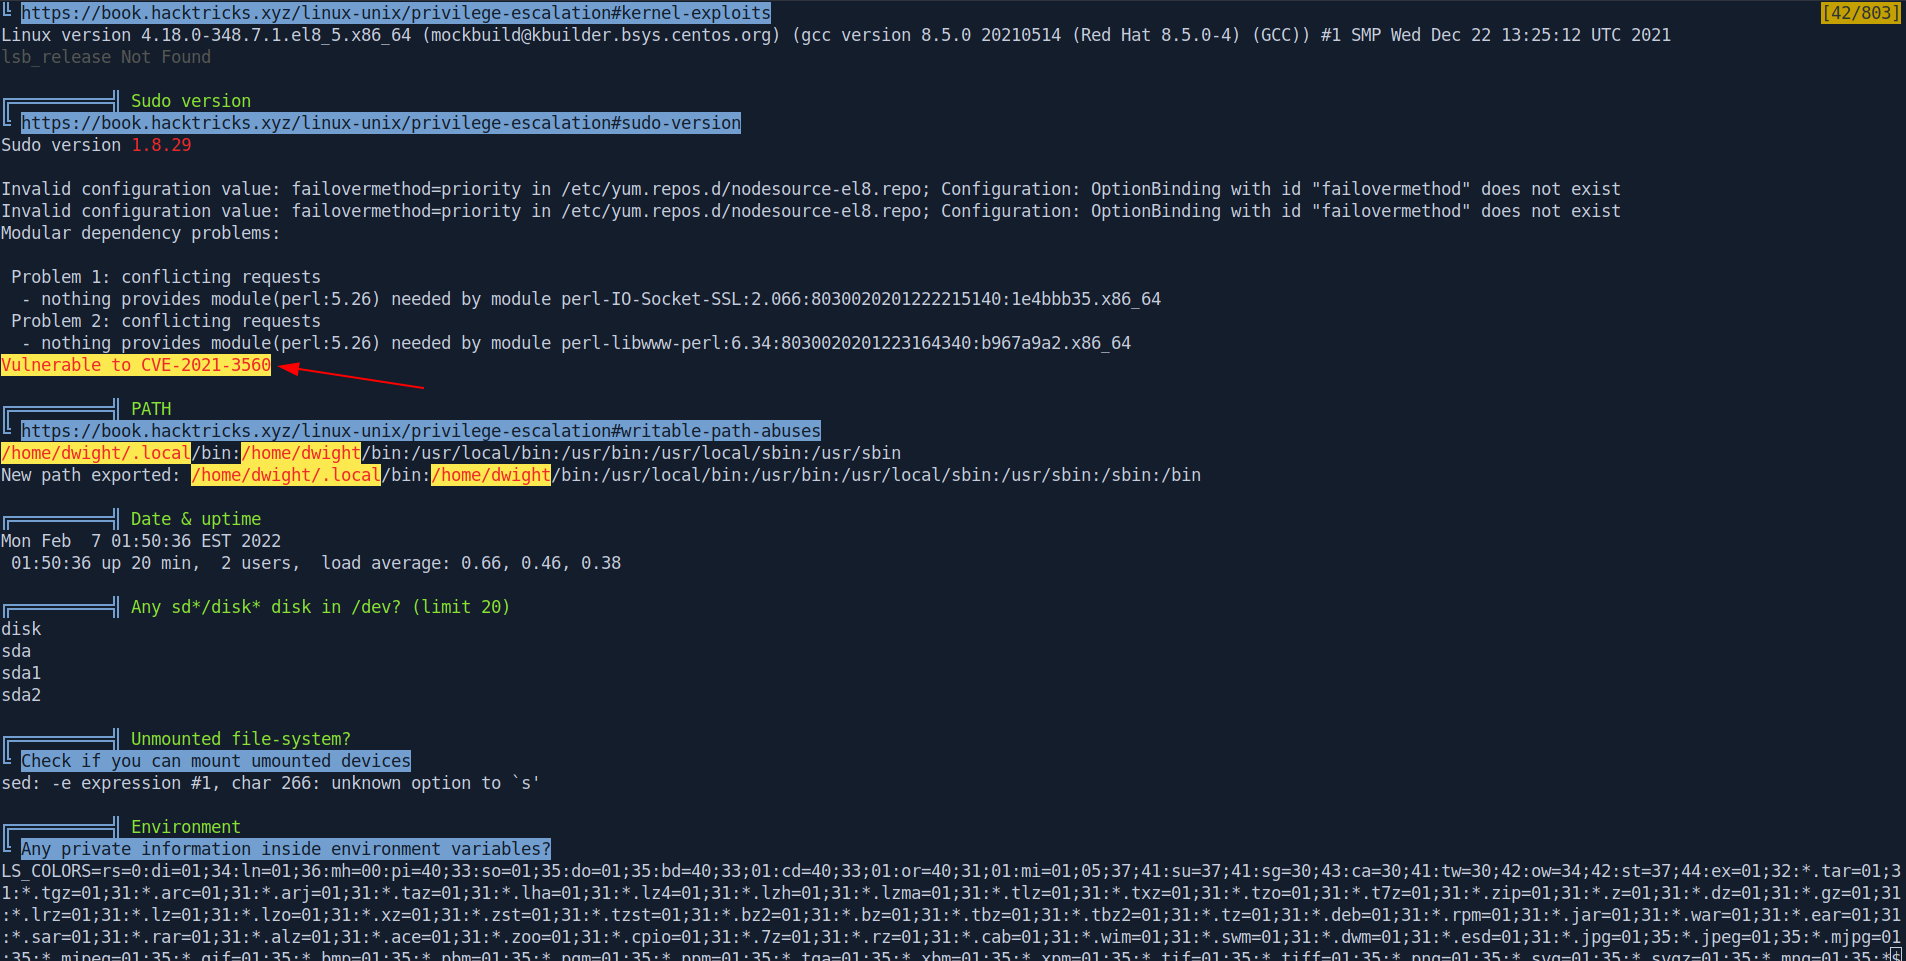 https://book.hacktricks.xyz/linux-unix/privilege-escalation#kernel-exploits [42/803]
Linux version 4.18.0-348.7.1.el8_5.x86_64 (mockbuild@kbuilder.bsys.centos.org) (gcc version 8.5.0 20210514 (Red Hat 8.5.0-4) (GCC)) #1 SMP Wed Dec 22 13:25:12 UTC 2021
lsb_release Not Found
Sudo version
https://book.hacktricks.xyz/linux-unix/privilege-escalation#sudo-version
Sudo version 1.8.29
Invalid configuration value: failovermethod=priority in /etc/yum.repos.d/nodesource-el8.repo; Configuration: OptionBinding with id "failovermethod" does not exist
Invalid configuration value: failovermethod=priority in /etc/yum.repos.d/nodesource-el8.repo; Configuration: OptionBinding with id "failovermethod" does not exist
Modular dependency problems:
Problem 1: conflicting requests
- nothing provides module(perl:5.26) needed by module perl-IO-Socket-SSL:2.066:8030020201222215140:1e4bbb35.x86_64
Problem 2: conflicting requests
- nothing provides module(perl:5.26) needed by module perl-libwww-perl:6.34:8030020201223164340:b967a9a2.x86_64
Vulnerable to CVE-2021-3560
PATH
https://book.hacktricks.xyz/linux-unix/privilege-escalation#writable-path-abuses
/home/dwight/.local/bin:/home/dwight/bin:/usr/local/bin:/usr/bin:/usr/local/sbin:/usr/sbin
New path exported: /home/dwight/.local/bin:/home/dwight/bin:/usr/local/bin:/usr/bin:/usr/local/sbin:/usr/sbin:/sbin:/bin
Date & uptime
Mon Feb  7 01:50:36 EST 2022
01:50:36 up 20 min,  2 users,  load average: 0.66, 0.46, 0.38
Any sd*/disk* disk in /dev? (limit 20)
disk
sda
sda1
sda2
Unmounted file-system?
Check if you can mount umounted devices
sed: -e expression #1, char 266: unknown option to `s'
Environment
Any private information inside environment variables?
LS_COLORS=rs=0:di=01;34:ln=01;36:mh=00:pi=40;33:so=01;35:do=01;35:bd=40;33;01:cd=40;33;01:or=40;31;01:mi=01;05;37;41:su=37;41:sg=30;43:ca=30;41:tw=30;42:ow=34;42:st=37;44:ex=01;32:*.tar=01;3
1:*.tgz=01;31:*.arc=01;31:*.arj=01;31:*.taz=01;31:*.lha=01;31:*.lz4=01;31:*.lzh=01;31:*.lzma=01;31:*.tlz=01;31:*.txz=01;31:*.tzo=01;31:*.t7z=01;31:*.zip=01;31:*.z=01;31:*.dz=01;31:*.gz=01;31
:*.lrz=01;31:*.lz=01;31:*.lzo=01;31:*.xz=01;31:*.zst=01;31:*.tzst=01;31:*.bz2=01;31:*.bz=01;31:*.tbz=01;31:*.tbz2=01;31:*.tz=01;31:*.deb=01;31:*.rpm=01;31:*.jar=01;31:*.war=01;31:*.ear=01;31
:*.sar=01;31:*.rar=01;31:*.alz=01;31:*.ace=01;31:*.zoo=01;31:*.cpio=01;31:*.7z=01;31:*.rz=01;31:*.cab=01;31:*.wim=01;31:*.swm=01;31:*.dwm=01;31:*.esd=01;31:*.jpg=01;35:*.jpeg=01;35:*.mjpg=01
;35:*.mjpeg=01;35:*.gif=01;35:*.bmp=01;35:*.pbm=01;35:*.pgm=01;35:*.ppm=01;35:*.tga=01;35:*.xbm=01;35:*.xpm=01;35:*.tif=01;35:*.tiff=01;35:*.png=01;35:*.svg=01;35:*.svgz=01;35:*.mng=01;35:*$